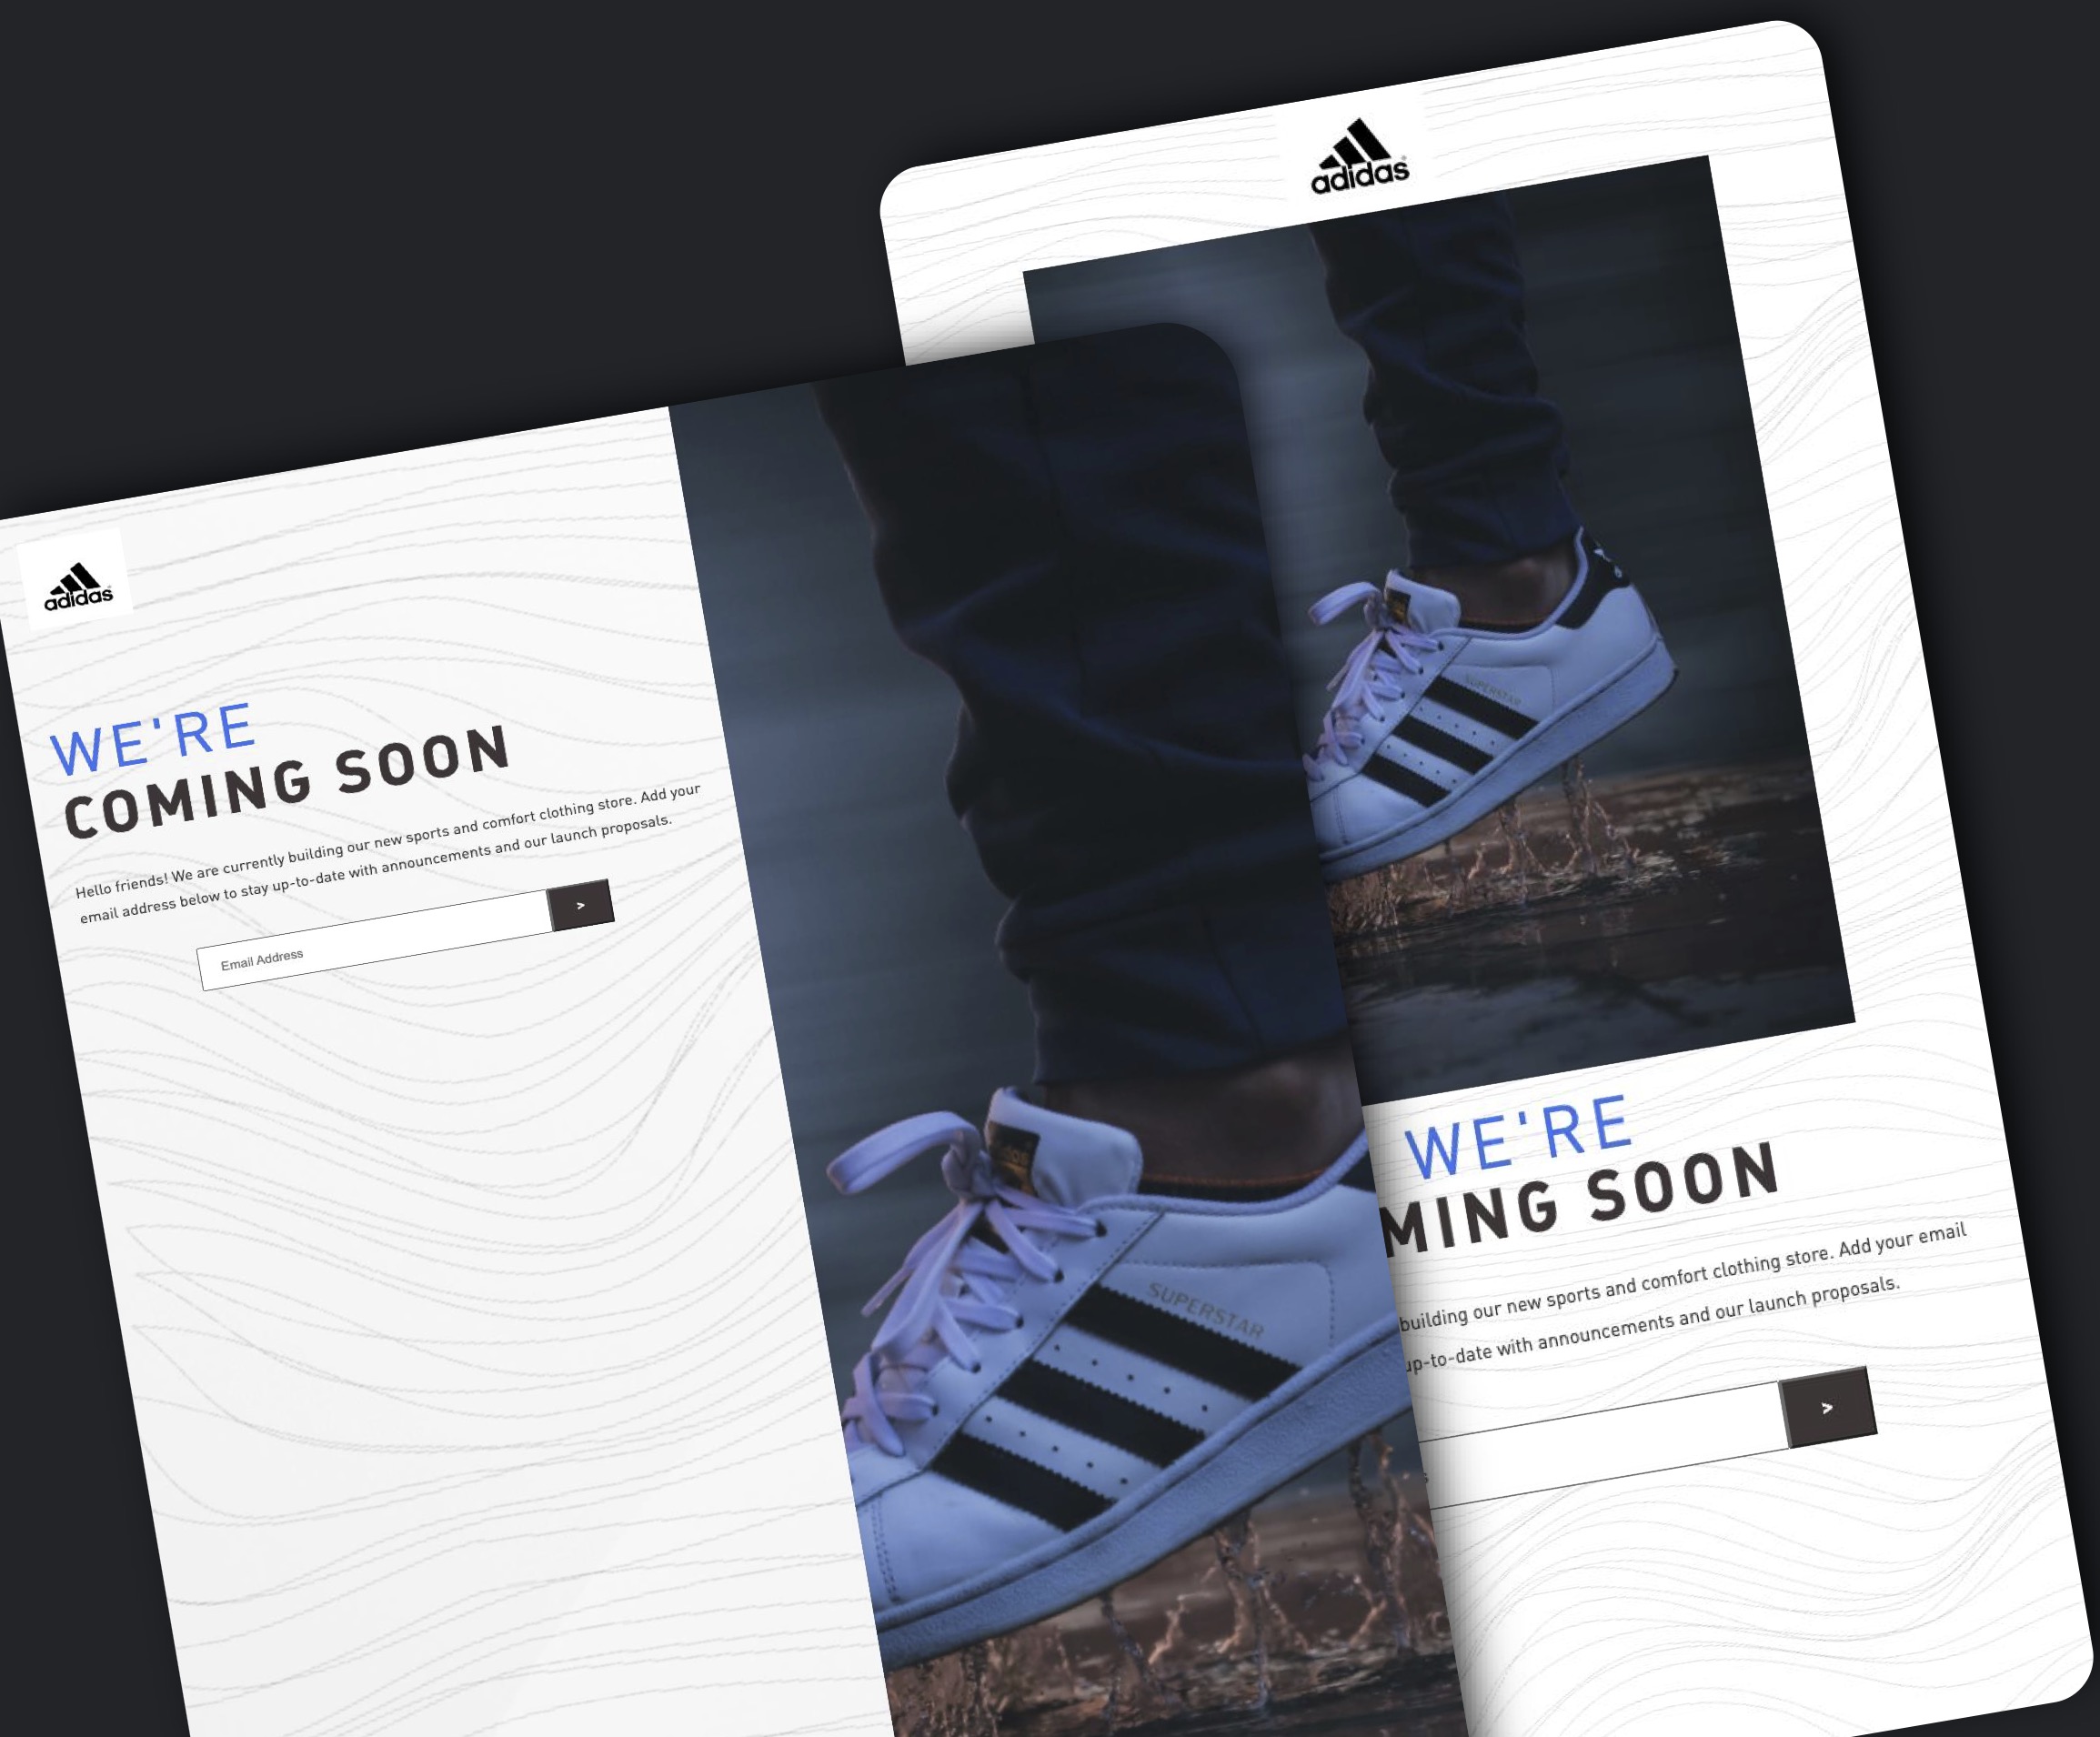 adidas
WE'RE
COMING SOON
Hello friends! We are currently building our new sports and comfort clothing store. Add your
email address below to stay up-to-date with announcements and our launch proposals.
Email Address
>
SUPERSTAR
adidas
SUPERSTAR
WE'RE
MING SOON
building our new sports and comfort clothing store. Add your email
up-to-date with announcements and our launch proposals.
>